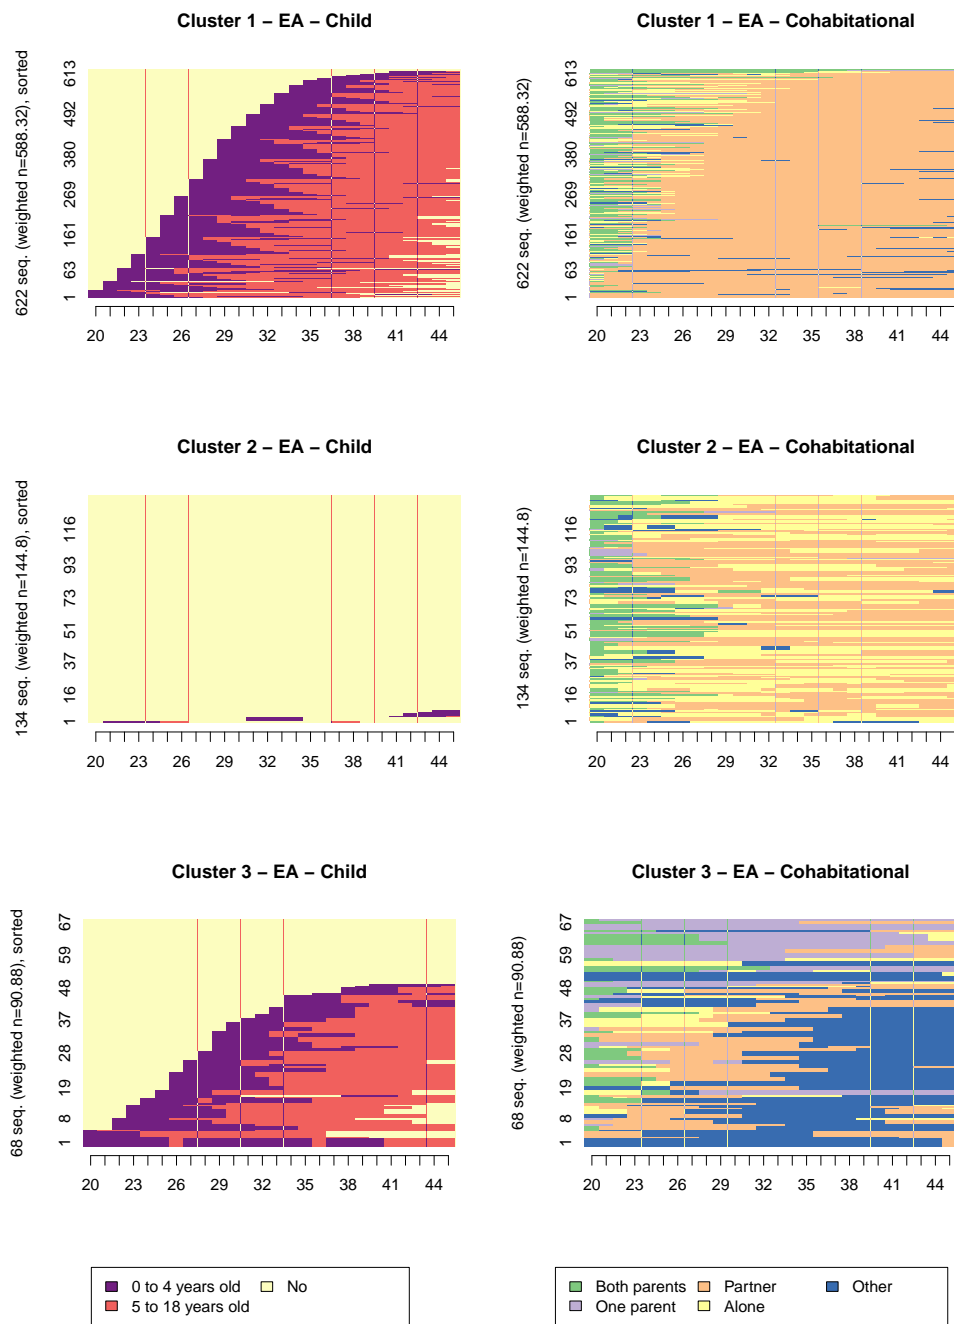 Cluster 1 – EA – Child
Cluster 1 – EA – Cohabitational
622 seq. (weighted n=588.32), sorted
1 63 161 269 380 492 613
20 23 26 29 32 35 38 41 44
622 seq. (weighted n=588.32)
1 63 161 269 380 492 613
20 23 26 29 32 35 38 41 44
Cluster 2 – EA – Child
Cluster 2 – EA – Cohabitational
134 seq. (weighted n=144.8), sorted
1 16 37 51 73 93 116
20 23 26 29 32 35 38 41 44
134 seq. (weighted n=144.8)
1 16 37 51 73 93 116
20 23 26 29 32 35 38 41 44
Cluster 3 – EA – Child
Cluster 3 – EA – Cohabitational
68 seq. (weighted n=90.88), sorted
1 8 19 28 37 48 59 67
20 23 26 29 32 35 38 41 44
68 seq. (weighted n=90.88)
1 8 19 28 37 48 59 67
20 23 26 29 32 35 38 41 44
0 to 4 years old No
5 to 18 years old
Both parents Partner Other
One parent Alone